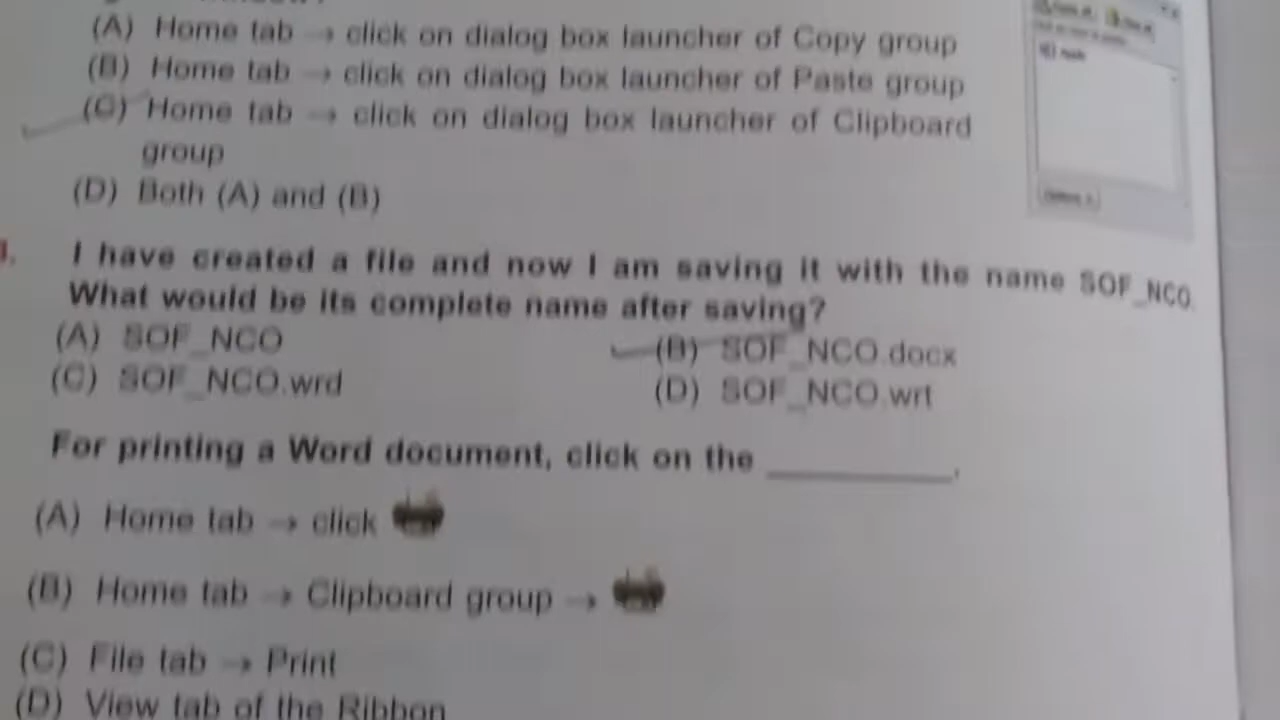 (A) Home tab → click on dialog box launcher of Copy group
(B) Home tab → click on dialog box launcher of Paste group
(C) Home tab → click on dialog box launcher of Clipboard
group
(D) Both (A) and (B)
I have created a file and now I am saving it with the name SOF_NCO.
What would be its complete name after saving?
(A) SOF_NCO
(B) SOF_NCO.docx
(C) SOF_NCO.wrd
(D) SOF_NCO.wrt
For printing a Word document, click on the ________.
(A) Home tab → click
(B) Home tab → Clipboard group →
(C) File tab → Print
(D) View tab of the Ribbon